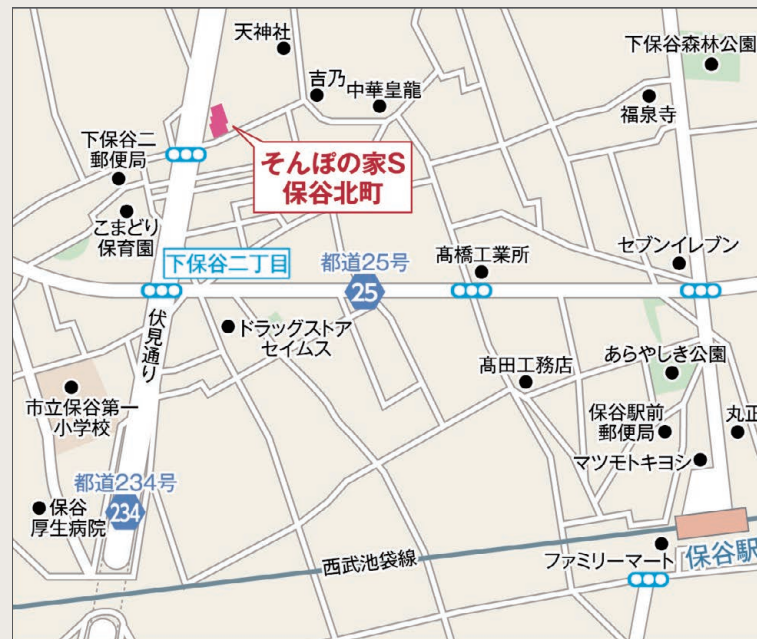 天神社
下保谷森林公園
吉乃
中華皇龍
福泉寺
下保谷二
郵便局
そんぽの家S
保谷北町
こまどり
保育園
下保谷二丁目
都道25号
25
髙橋工業所
セブンイレブン
伏見通り
ドラッグストア
セイムス
髙田工務店
あらやしき公園
市立保谷第一
小学校
保谷駅前
郵便局
丸正
マツモトキヨシ
都道234号
234
保谷
厚生病院
西武池袋線
ファミリーマート
保谷駅